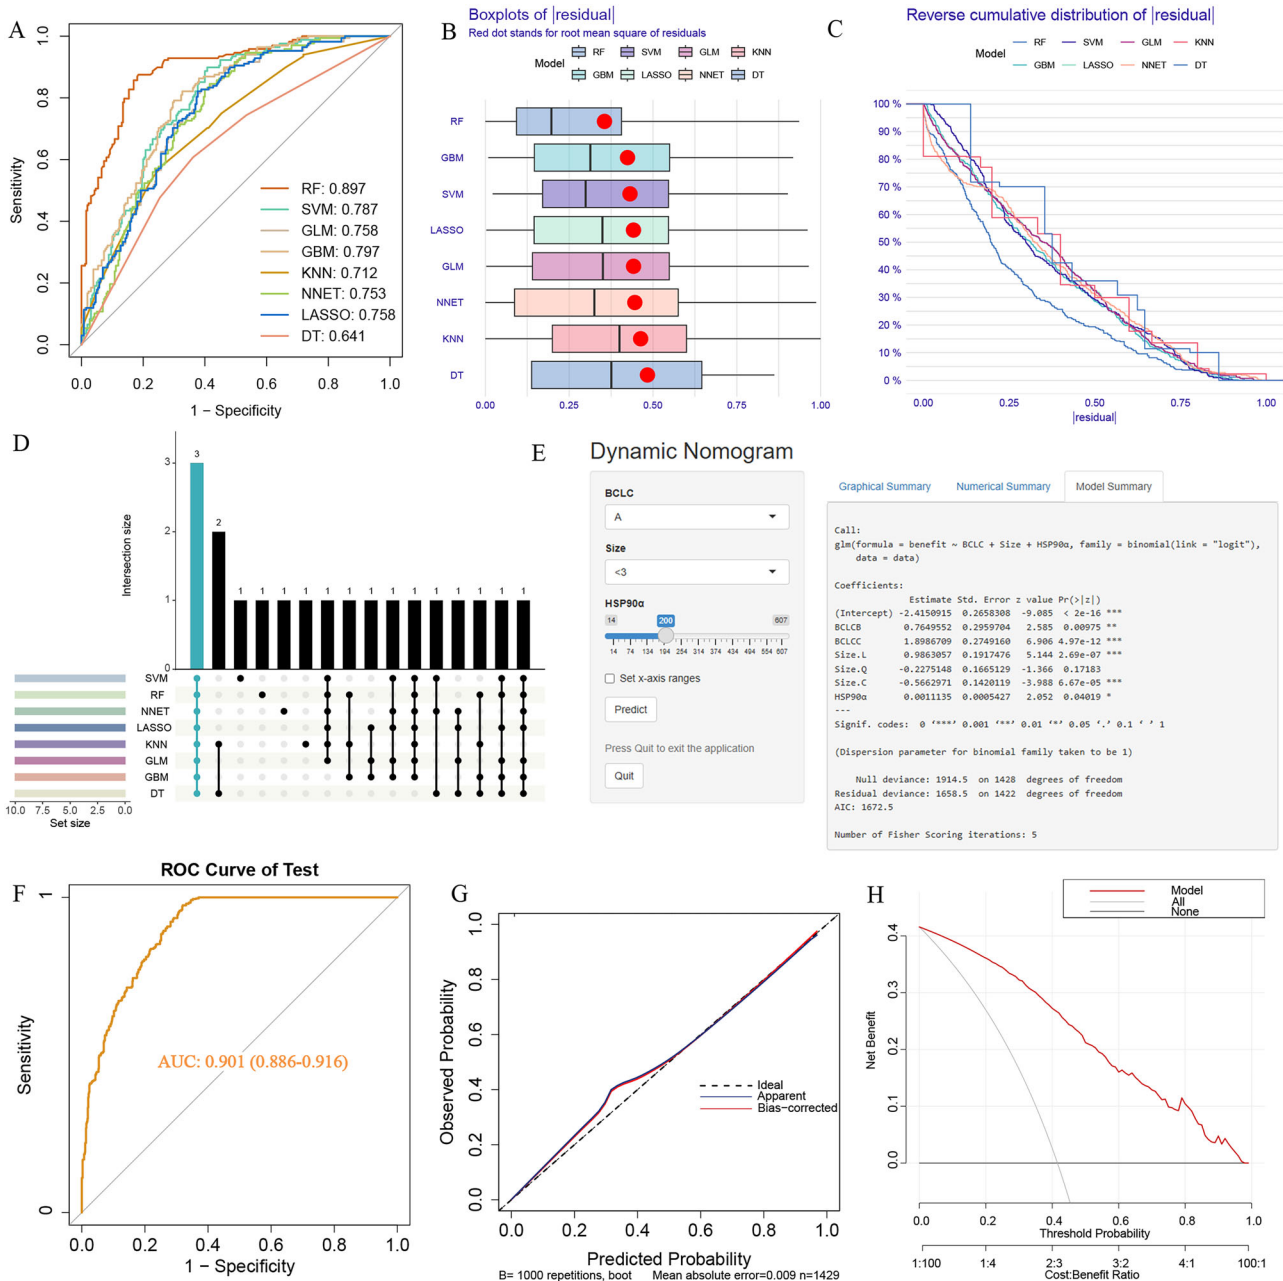 A
1.0
0.8
0.6
0.4
0.2
0.0
Sensitivity
RF: 0.897
SVM: 0.787
GLM: 0.758
GBM: 0.797
KNN: 0.712
NNET: 0.753
LASSO: 0.758
DT: 0.641
0.0 0.2 0.4 0.6 0.8 1.0
1 − Specificity
B
Boxplots of |residual|
Red dot stands for root mean square of residuals
Model
RF SVM GLM KNN
GBM LASSO NNET DT
RF
GBM
SVM
LASSO
GLM
NNET
KNN
DT
0.00 0.25 0.50 0.75 1.00
C
Reverse cumulative distribution of |residual|
Model
RF SVM GLM KNN
GBM LASSO NNET DT
100 %
90 %
80 %
70 %
60 %
50 %
40 %
30 %
20 %
10 %
0 %
0.00 0.25 0.50 0.75 1.00
|residual|
D
Intersection size
3
2
1
0
3 2 1 1 1 1 1 1 1 1 1 1 1 1 1 1
SVM
RF
NNET
LASSO
KNN
GLM
GBM
DT
10.0 7.5 5.0 2.5 0.0
Set size
E
Dynamic Nomogram
BCLC
A
Size
<3
HSP90α
14 200 607
14 74 134 194 254 314 374 434 494 554 607
Set x-axis ranges
Predict
Press Quit to exit the application
Quit
Graphical Summary Numerical Summary Model Summary
Call:
glm(formula = benefit ~ BCLC + Size + HSP90α, family = binomial(link = "logit"),
data = data)
Coefficients:
Estimate Std. Error z value Pr(>|z|)
(Intercept) -2.4150915 0.2658308 -9.085 < 2e-16 ***
BCLCB 0.7649552 0.2959704 2.585 0.00975 **
BCLCC 1.8986709 0.2749160 6.906 4.97e-12 ***
Size.L 0.9863057 0.1917476 5.144 2.69e-07 ***
Size.Q -0.2275148 0.1665129 -1.366 0.17183
Size.C -0.5662971 0.1420119 -3.988 6.67e-05 ***
HSP90α 0.0011135 0.0005427 2.052 0.04019 *
---
Signif. codes: 0 ‘***’ 0.001 ‘**’ 0.01 ‘*’ 0.05 ‘.’ 0.1 ‘ ’ 1
(Dispersion parameter for binomial family taken to be 1)
Null deviance: 1914.5 on 1428 degrees of freedom
Residual deviance: 1658.5 on 1422 degrees of freedom
AIC: 1672.5
Number of Fisher Scoring iterations: 5
F
ROC Curve of Test
1
0
Sensitivity
AUC: 0.901 (0.886-0.916)
0.0 0.2 0.4 0.6 0.8 1.0
1 − Specificity
G
1.0
0.8
0.6
0.4
0.2
0.0
Observed Probability
Ideal
Apparent
Bias−corrected
0.0 0.2 0.4 0.6 0.8 1.0
Predicted Probability
B= 1000 repetitions, boot Mean absolute error=0.009 n=1429
H
Model
All
None
0.4
0.3
0.2
0.1
0.0
Net Benefit
0.0 0.2 0.4 0.6 0.8 1.0
Threshold Probability
1:100 1:4 2:3 3:2 4:1 100:1
Cost:Benefit Ratio